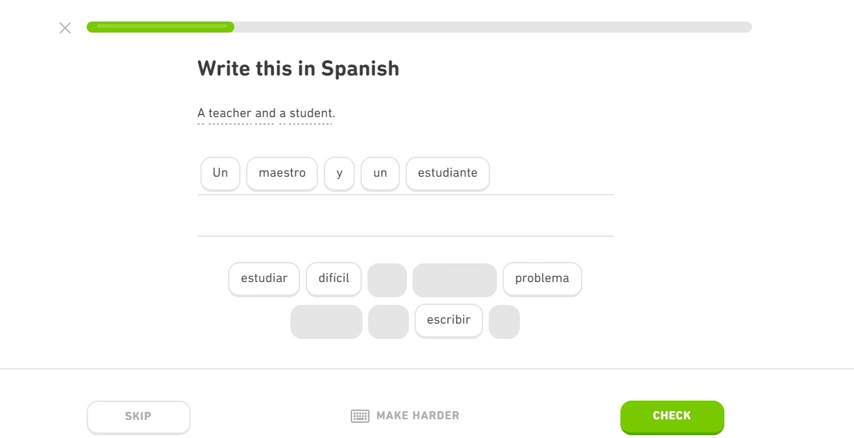 Write this in Spanish
A teacher and a student.
Un maestro y un estudiante
estudiar difícil problema
escribir
SKIP MAKE HARDER CHECK